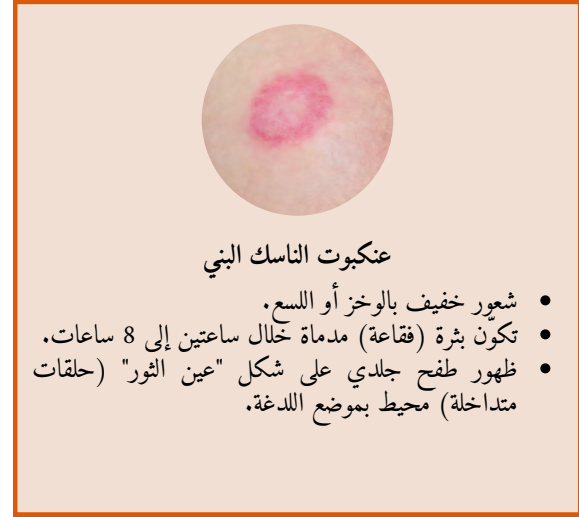 عنكبوت الناسك البني
• شعور خفيف بالوخز أو اللسع.
• تكوّن بثرة (فقاعة) مدماة خلال ساعتين إلى 8 ساعات.
• ظهور طفح جلدي على شكل "عين الثور" (حلقات
متداخلة) محيط بموضع اللدغة.